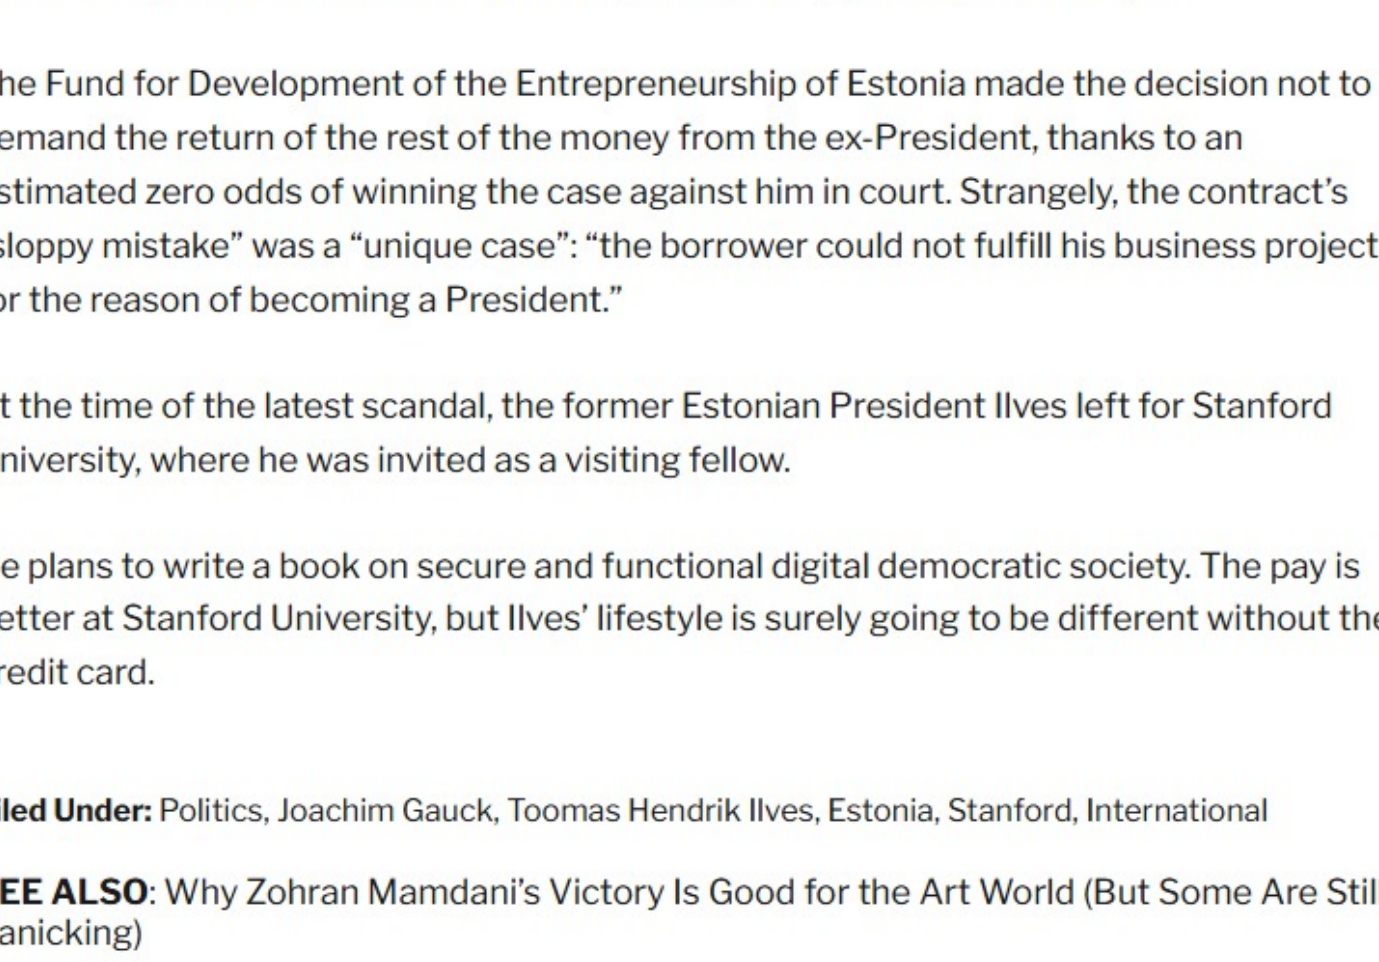 he Fund for Development of the Entrepreneurship of Estonia made the decision not to
emand the return of the rest of the money from the ex-President, thanks to an
stimated zero odds of winning the case against him in court. Strangely, the contract’s
sloppy mistake” was a “unique case”: “the borrower could not fulfill his business project
or the reason of becoming a President.”
t the time of the latest scandal, the former Estonian President Ilves left for Stanford
niversity, where he was invited as a visiting fellow.
e plans to write a book on secure and functional digital democratic society. The pay is
etter at Stanford University, but Ilves’ lifestyle is surely going to be different without the
redit card.
iled Under: Politics, Joachim Gauck, Toomas Hendrik Ilves, Estonia, Stanford, International
EE ALSO: Why Zohran Mamdani’s Victory Is Good for the Art World (But Some Are Still
anicking)